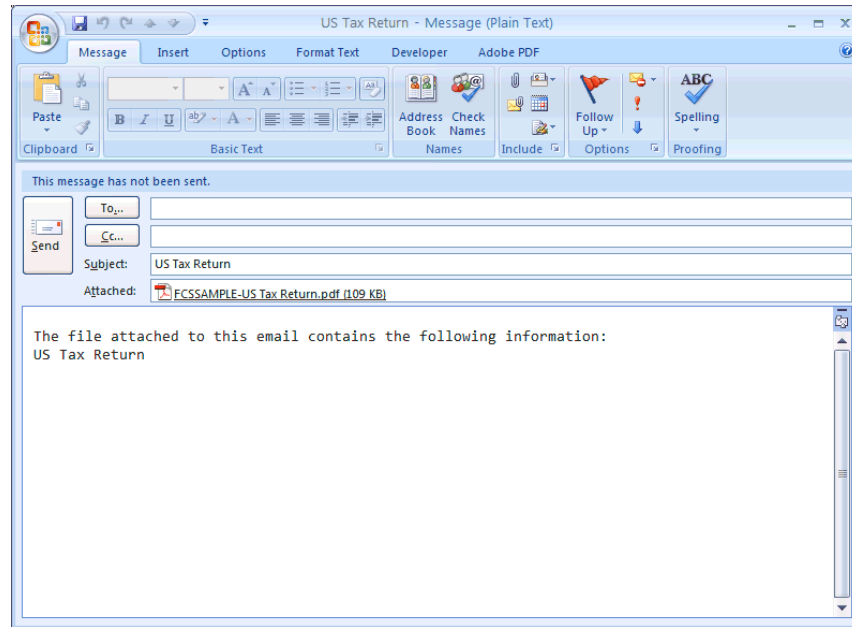 US Tax Return - Message (Plain Text)
Message Insert Options Format Text Developer Adobe PDF
Paste
B I U
Address Book
Check Names
Follow Up
ABC
Spelling
Clipboard Basic Text Names Include Options Proofing
This message has not been sent.
Send
To...
Cc...
Subject: US Tax Return
Attached: FCSSAMPLE-US Tax Return.pdf (109 KB)
The file attached to this email contains the following information:
US Tax Return